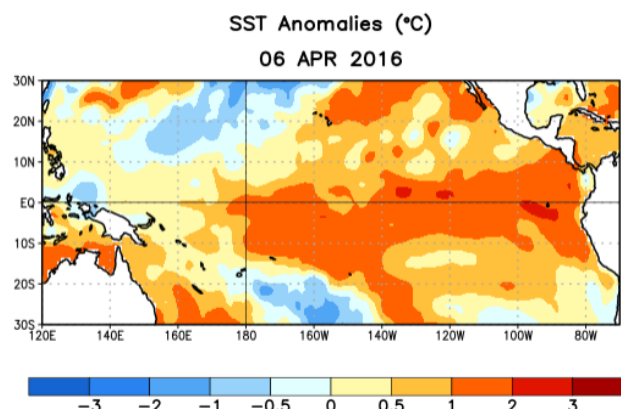 SST Anomalies (°C)
06 APR 2016
30N
20N
10N
EQ
10S
20S
30S
120E 140E 160E 180 160W 140W 120W 100W 80W
-3 -2 -1 -0.5 0 0.5 1 2 3